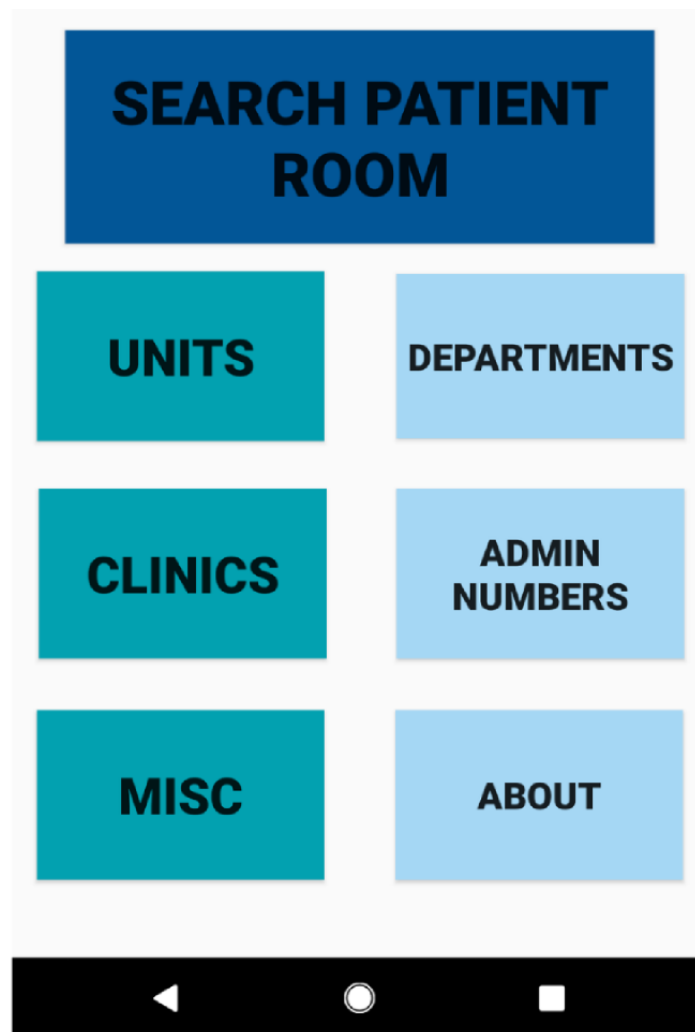 SEARCH PATIENT
ROOM
UNITS
DEPARTMENTS
CLINICS
ADMIN
NUMBERS
MISC
ABOUT